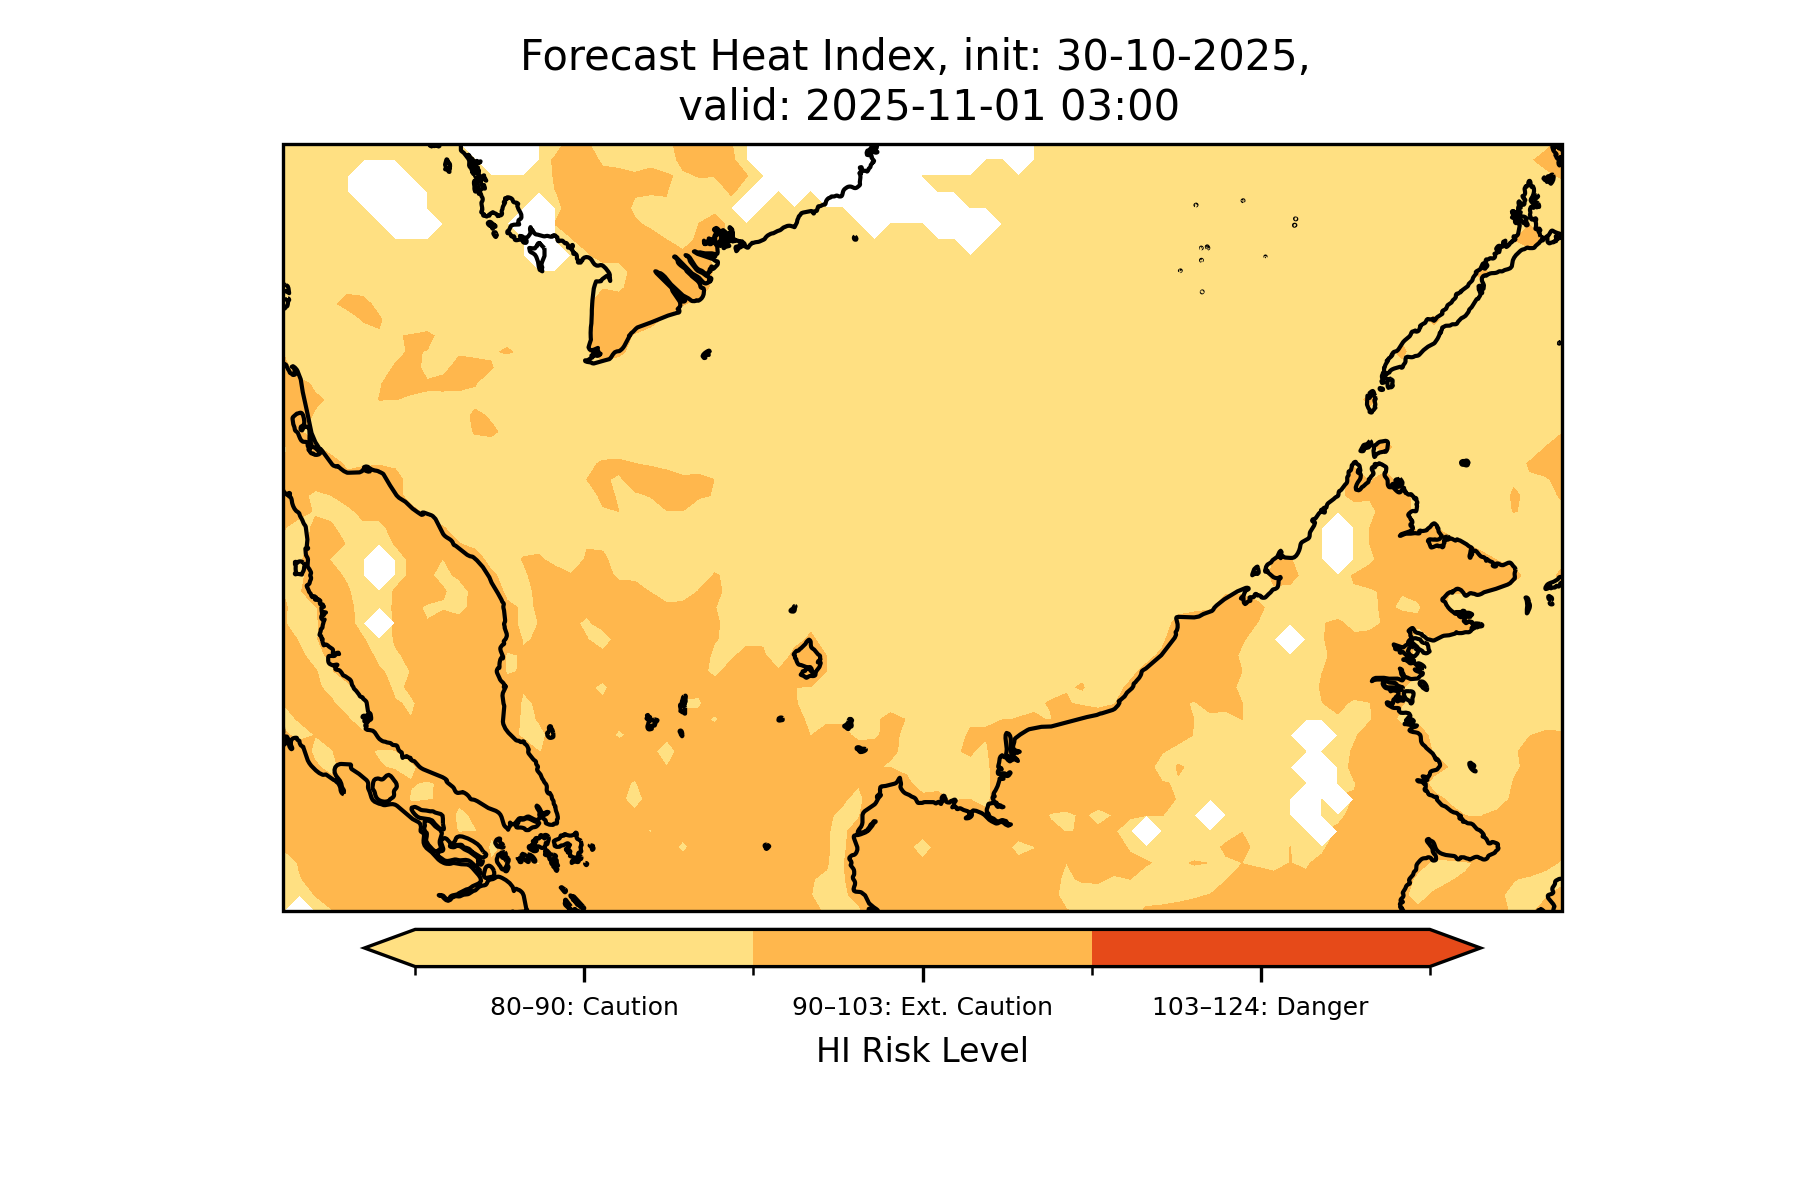 Forecast Heat Index, init: 30-10-2025,
valid: 2025-11-01 03:00
80–90: Caution
90–103: Ext. Caution
103–124: Danger
HI Risk Level